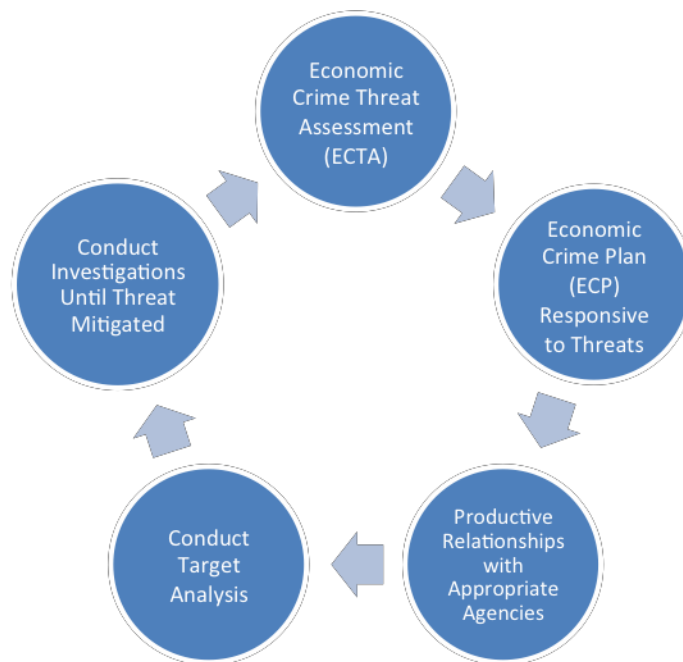 Economic
Crime Threat
Assessment
(ECTA)
Economic
Crime Plan
(ECP)
Responsive
to Threats
Productive
Relationships
with
Appropriate
Agencies
Conduct
Target
Analysis
Conduct
Investigations
Until Threat
Mitigated